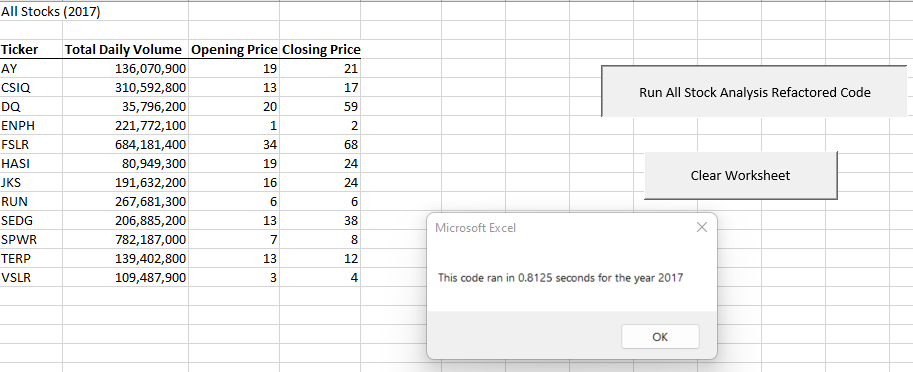 All Stocks (2017)
Ticker Total Daily Volume Opening Price Closing Price
AY 136,070,900 19 21
CSIQ 310,592,800 13 17
DQ 35,796,200 20 59
ENPH 221,772,100 1 2
FSLR 684,181,400 34 68
HASI 80,949,300 19 24
JKS 191,632,200 16 24
RUN 267,681,300 6 6
SEDG 206,885,200 13 38
SPWR 782,187,000 7 8
TERP 139,402,800 13 12
VSLR 109,487,900 3 4
Run All Stock Analysis Refactored Code
Clear Worksheet
Microsoft Excel
This code ran in 0.8125 seconds for the year 2017
OK